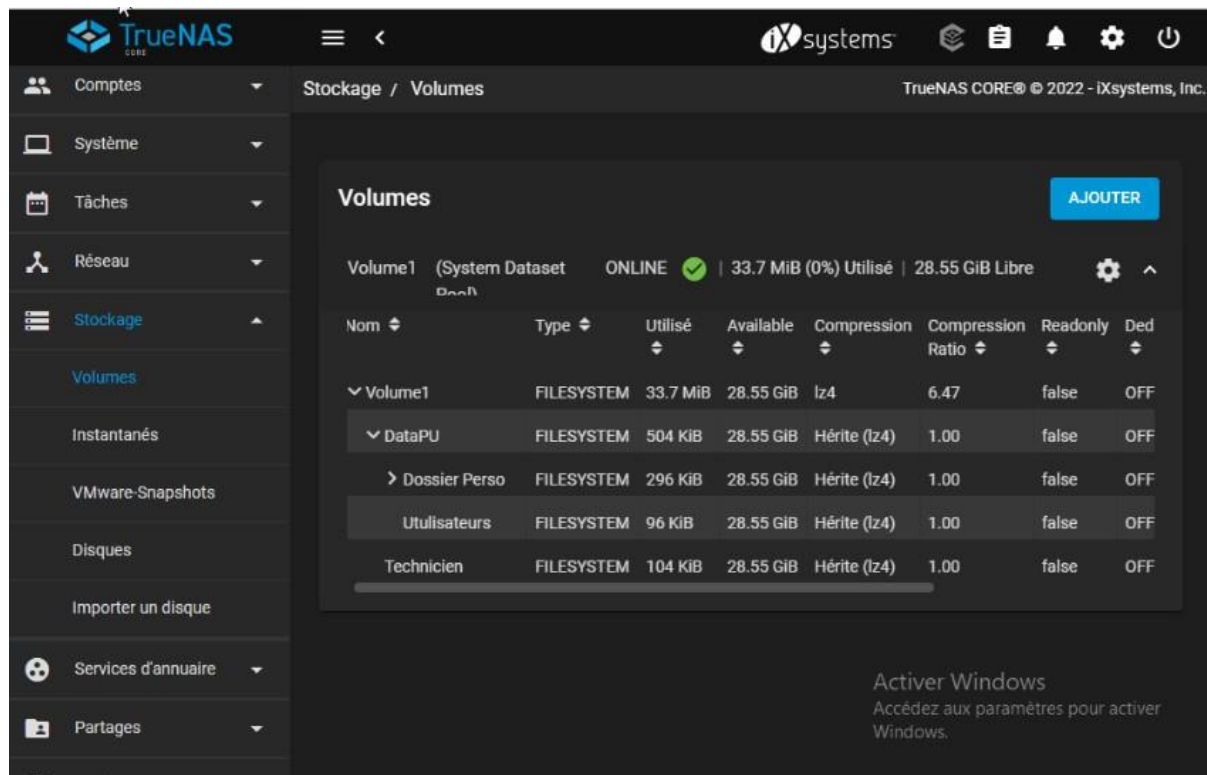 TrueNAS
CORE
iXsystems
Comptes
Stockage / Volumes
TrueNAS CORE® © 2022 - iXsystems, Inc.
Système
Tâches
Réseau
Stockage
Volumes
Instantanés
VMware-Snapshots
Disques
Importer un disque
Services d'annuaire
Partages
Volumes
AJOUTER
Volume1 (System Dataset Pool) ONLINE | 33.7 MiB (0%) Utilisé | 28.55 GiB Libre
Nom Type Utilisé Available Compression Compression Ratio Readonly Ded
Volume1 FILESYSTEM 33.7 MiB 28.55 GiB lz4 6.47 false OFF
DataPU FILESYSTEM 504 KiB 28.55 GiB Hérite (lz4) 1.00 false OFF
Dossier Perso FILESYSTEM 296 KiB 28.55 GiB Hérite (lz4) 1.00 false OFF
Utulisateurs FILESYSTEM 96 KiB 28.55 GiB Hérite (lz4) 1.00 false OFF
Technicien FILESYSTEM 104 KiB 28.55 GiB Hérite (lz4) 1.00 false OFF
Activer Windows
Accédez aux paramètres pour activer
Windows.